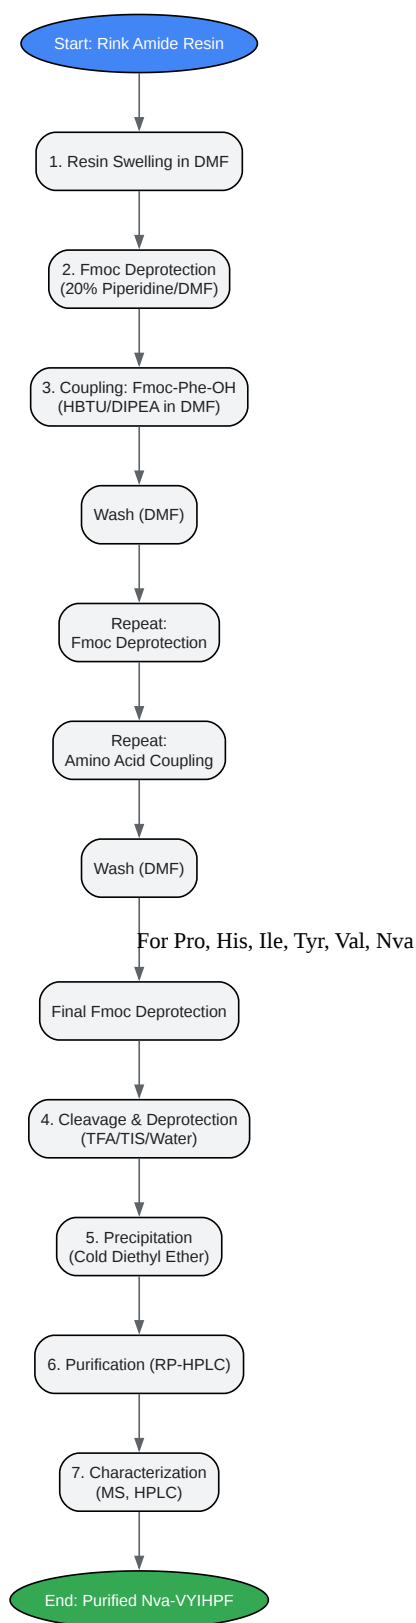 Start: Rink Amide Resin
1. Resin Swelling in DMF
2. Fmoc Deprotection
(20% Piperidine/DMF)
3. Coupling: Fmoc-Phe-OH
(HBTU/DIPEA in DMF)
Wash (DMF)
Repeat:
Fmoc Deprotection
Repeat:
Amino Acid Coupling
Wash (DMF)
For Pro, His, Ile, Tyr, Val, Nva
Final Fmoc Deprotection
4. Cleavage & Deprotection
(TFA/TIS/Water)
5. Precipitation
(Cold Diethyl Ether)
6. Purification (RP-HPLC)
7. Characterization
(MS, HPLC)
End: Purified Nva-VYIHPF